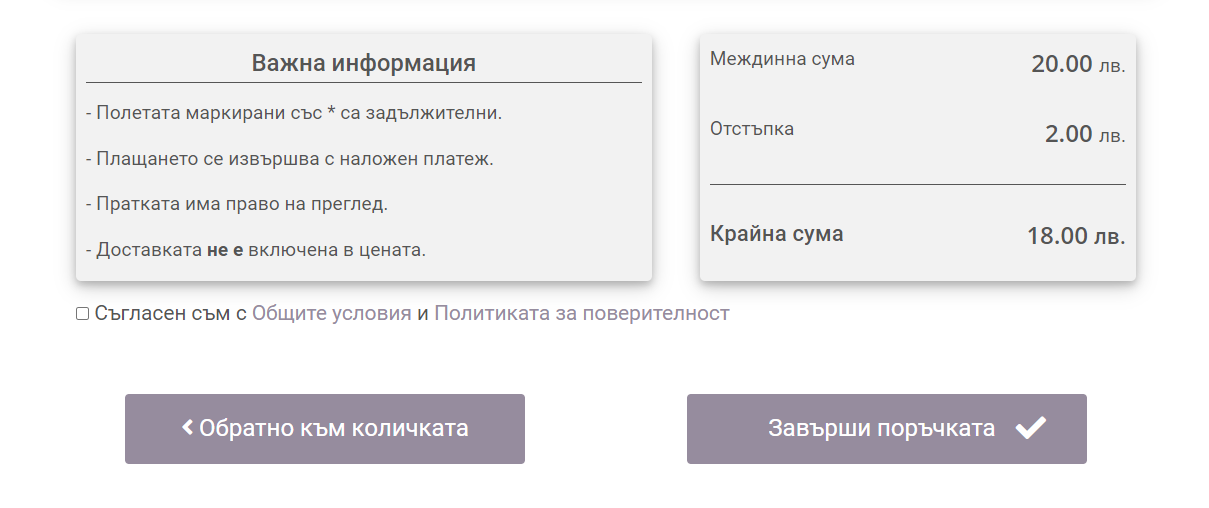 Важна информация
- Полетата маркирани със * са задължителни.
- Плащането се извършва с наложен платеж.
- Пратката има право на преглед.
- Доставката не е включена в цената.
Междинна сума 20.00 лв.
Отстъпка 2.00 лв.
Крайна сума 18.00 лв.
Съгласен съм с Общите условия и Политиката за поверителност
Обратно към количката
Завърши поръчката